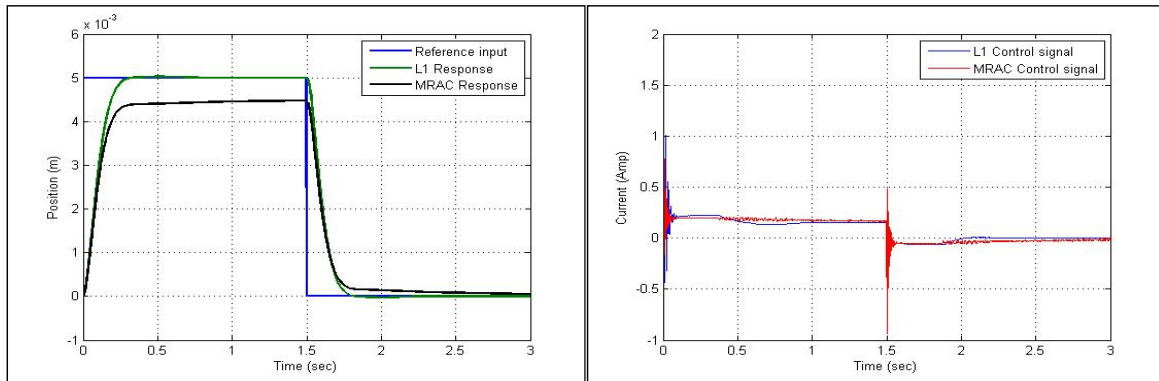 x 10⁻³
6
5
4
3
2
1
0
-1
Position (m)
0 0.5 1 1.5 2 2.5 3
Time (sec)
Reference input
L1 Response
MRAC Response
2
1.5
1
0.5
0
-0.5
-1
Current (Amp)
0 0.5 1 1.5 2 2.5 3
Time (sec)
L1 Control signal
MRAC Control signal